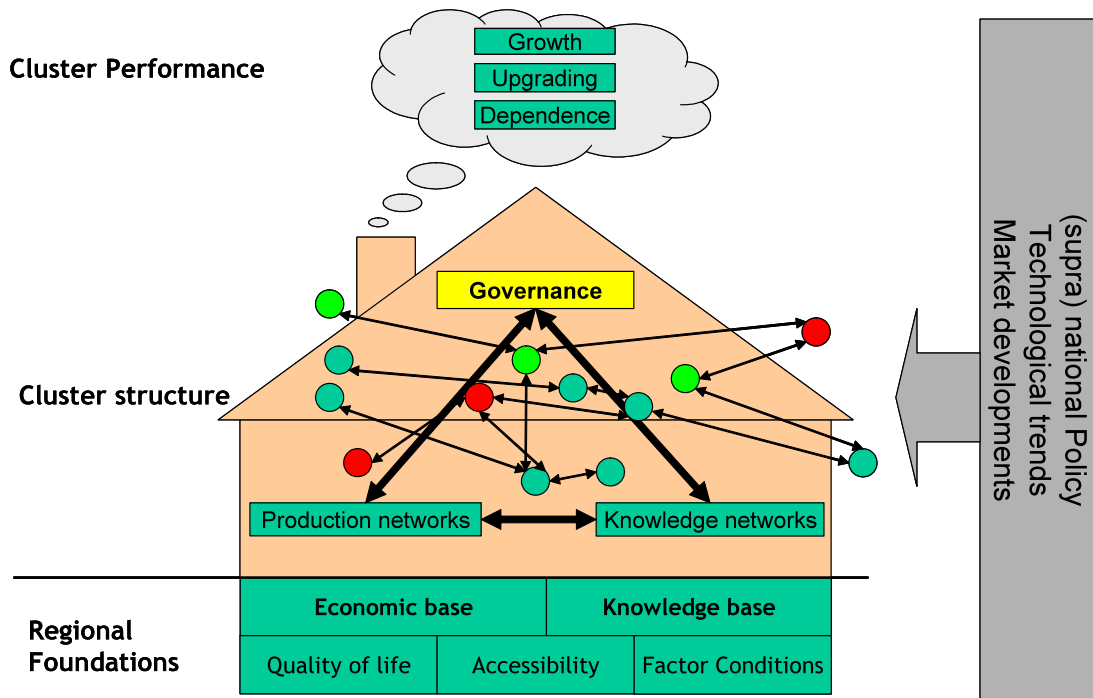 Cluster Performance
Growth
Upgrading
Dependence
Governance
Cluster structure
Production networks
Knowledge networks
Economic base
Knowledge base
Regional
Foundations
Quality of life
Accessibility
Factor Conditions
(supra) national Policy
Technological trends
Market developments